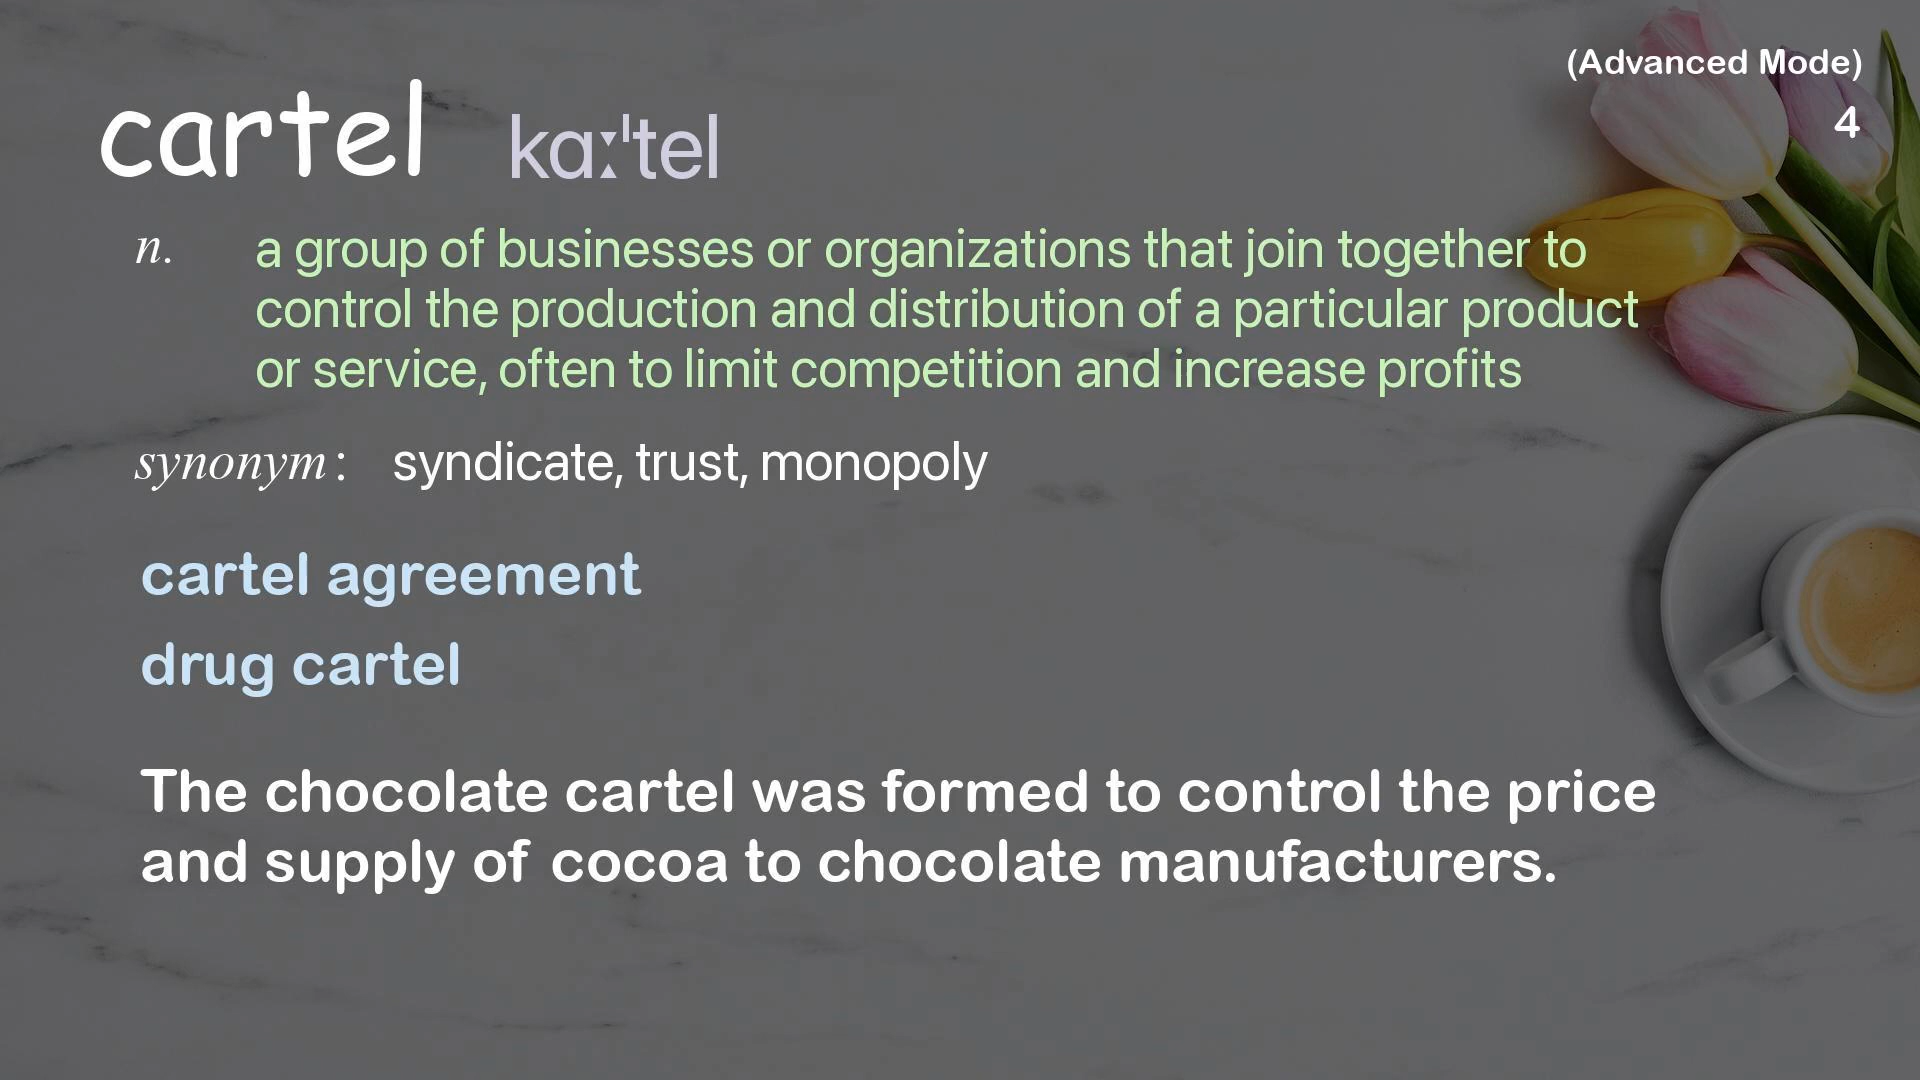 (Advanced Mode)
4
cartel kɑːˈtel
n. a group of businesses or organizations that join together to
control the production and distribution of a particular product
or service, often to limit competition and increase profits
synonym: syndicate, trust, monopoly
cartel agreement
drug cartel
The chocolate cartel was formed to control the price
and supply of cocoa to chocolate manufacturers.